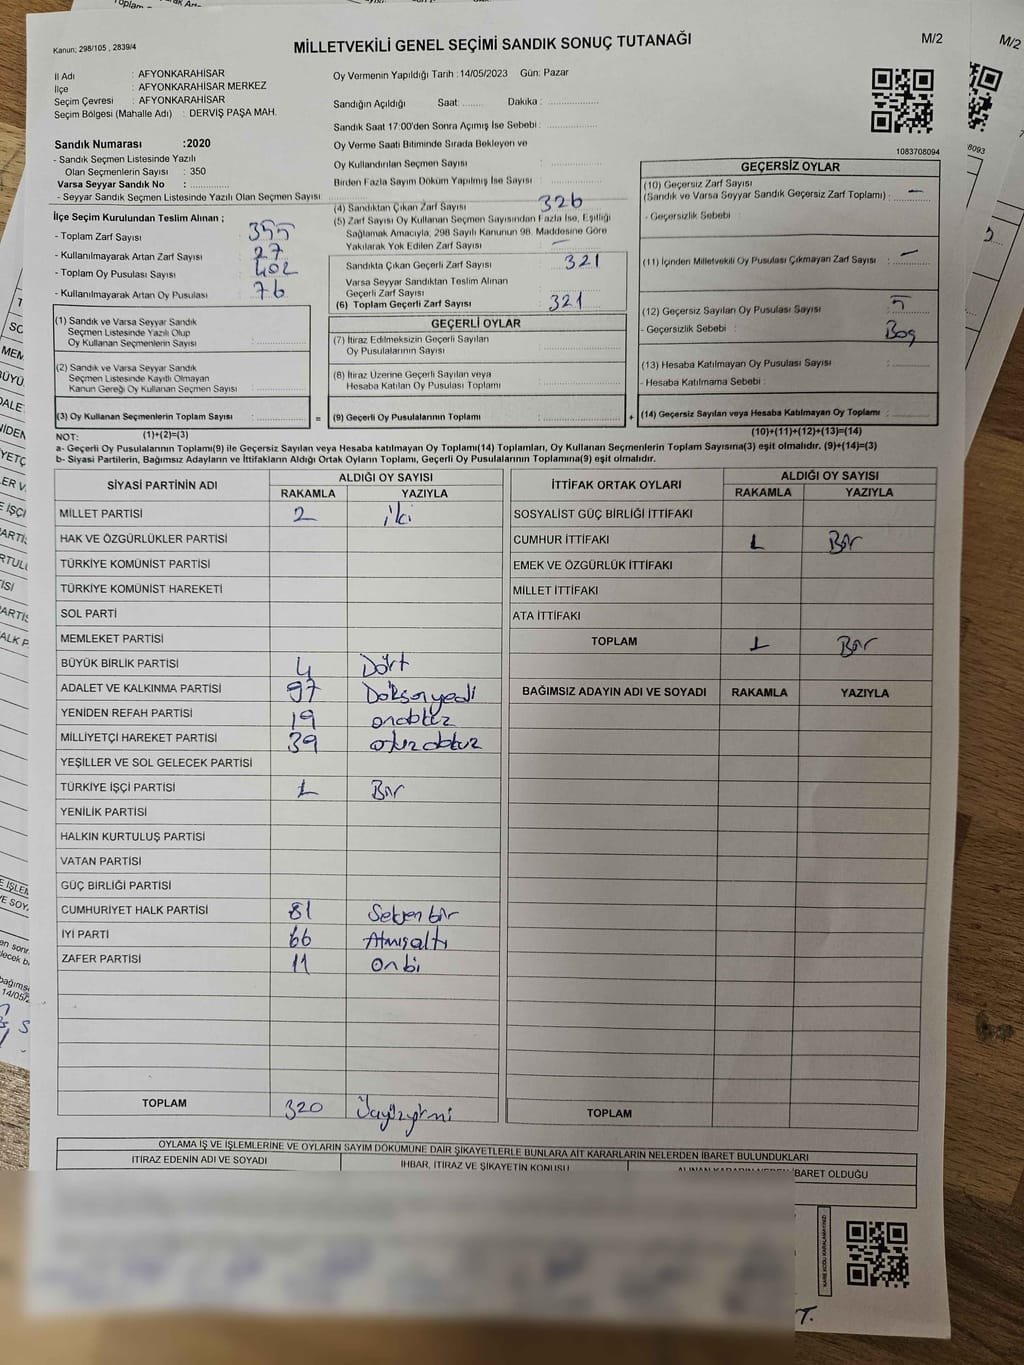 Kanun; 298/105 , 2839/4
MİLLETVEKİLİ GENEL SEÇİMİ SANDIK SONUÇ TUTANAĞI
M/2
M/2
İl Adı : AFYONKARAHİSAR
İlçe : AFYONKARAHİSAR MERKEZ
Seçim Çevresi : AFYONKARAHİSAR
Seçim Bölgesi (Mahalle Adı) : DERVİŞ PAŞA MAH.
Sandık Numarası :2020
- Sandık Seçmen Listesinde Yazılı
Olan Seçmenlerin Sayısı : 350
Varsa Seyyar Sandık No : ..............
- Seyyar Sandık Seçmen Listesinde Yazılı Olan Seçmen Sayısı
İlçe Seçim Kurulundan Teslim Alınan ;
- Toplam Zarf Sayısı : 355
- Kullanılmayarak Artan Zarf Sayısı : 27
- Toplam Oy Pusulası Sayısı : 402
- Kullanılmayarak Artan Oy Pusulası : 76
Oy Vermenin Yapıldığı Tarih :14/05/2023 Gün: Pazar
Sandığın Açıldığı Saat: ....... Dakika : ................
Sandık Saat 17:00'den Sonra Açımış İse Sebebi : ................
Oy Verme Saati Bitiminde Sırada Bekleyen ve
Oy Kullandırılan Seçmen Sayısı : ................
Birden Fazla Sayım Döküm Yapılmış İse Sayısı : ................
(4) Sandıktan Çıkan Zarf Sayısı : 326
(5) Zarf Sayısı Oy Kullanan Seçmen Sayısından Fazla İse, Eşitliği
Sağlamak Amacıyla, 298 Sayılı Kanunun 98. Maddesine Göre
Yakılarak Yok Edilen Zarf Sayısı : —
Sandıkta Çıkan Geçerli Zarf Sayısı : 321
Varsa Seyyar Sandıktan Teslim Alınan
Geçerli Zarf Sayısı
(6) Toplam Geçerli Zarf Sayısı : 321
1083708094
8093
GEÇERSİZ OYLAR
(10) Geçersiz Zarf Sayısı
(Sandık ve Varsa Seyyar Sandık Geçersiz Zarf Toplamı) : —
- Geçersizlik Sebebi :
(11) İçinden Milletvekili Oy Pusulası Çıkmayan Zarf Sayısı : —
(12) Geçersiz Sayılan Oy Pusulası Sayısı : 5
- Geçersizlik Sebebi : Boş
(13) Hesaba Katılmayan Oy Pusulası Sayısı : ..........
- Hesaba Katılmama Sebebi :
(14) Geçersiz Sayılan veya Hesaba Katılmayan Oy Toplamı : ..........
(10)+(11)+(12)+(13)=(14)
(1) Sandık ve Varsa Seyyar Sandık
Seçmen Listesinde Yazılı Olup
Oy Kullanan Seçmenlerin Sayısı : ..............
(2) Sandık ve Varsa Seyyar Sandık
Seçmen Listesinde Kayıtlı Olmayan
Kanun Gereği Oy Kullanan Seçmen Sayısı : ..............
(3) Oy Kullanan Seçmenlerin Toplam Sayısı : .............. =
GEÇERLİ OYLAR
(7) İtiraz Edilmeksizin Geçerli Sayılan
Oy Pusulalarının Sayısı : ................
(8) İtiraz Üzerine Geçerli Sayılan veya
Hesaba Katılan Oy Pusulası Toplamı : ................
(9) Geçerli Oy Pusulalarının Toplamı : ................ +
NOT: (1)+(2)=(3)
a- Geçerli Oy Pusulalarının Toplamı(9) ile Geçersiz Sayılan veya Hesaba katılmayan Oy Toplamı(14) Toplamları, Oy Kullanan Seçmenlerin Toplam Sayısına(3) eşit olmalıdır. (9)+(14)=(3)
b- Siyasi Partilerin, Bağımsız Adayların ve İttifakların Aldığı Ortak Oyların Toplamı, Geçerli Oy Pusulalarının Toplamına(9) eşit olmalıdır.
SİYASİ PARTİNİN ADI ALDIĞI OY SAYISI
RAKAMLA YAZIYLA
MİLLET PARTİSİ 2 iki
HAK VE ÖZGÜRLÜKLER PARTİSİ
TÜRKİYE KOMÜNİST PARTİSİ
TÜRKİYE KOMÜNİST HAREKETİ
SOL PARTİ
MEMLEKET PARTİSİ
BÜYÜK BİRLİK PARTİSİ 4 Dört
ADALET VE KALKINMA PARTİSİ 97 Doksanyedi
YENİDEN REFAH PARTİSİ 19 ondokuz
MİLLİYETÇİ HAREKET PARTİSİ 39 otuzdokuz
YEŞİLLER VE SOL GELECEK PARTİSİ
TÜRKİYE İŞÇİ PARTİSİ 1 Bir
YENİLİK PARTİSİ
HALKIN KURTULUŞ PARTİSİ
VATAN PARTİSİ
GÜÇ BİRLİĞİ PARTİSİ
CUMHURİYET HALK PARTİSİ 81 Seksenbir
İYİ PARTİ 66 Atmışaltı
ZAFER PARTİSİ 11 Onbi
TOPLAM 320 Üçyüzyirmi
İTTİFAK ORTAK OYLARI ALDIĞI OY SAYISI
RAKAMLA YAZIYLA
SOSYALİST GÜÇ BİRLİĞİ İTTİFAKI
CUMHUR İTTİFAKI 1 Bir
EMEK VE ÖZGÜRLÜK İTTİFAKI
MİLLET İTTİFAKI
ATA İTTİFAKI
TOPLAM 1 Bir
BAĞIMSIZ ADAYIN ADI VE SOYADI RAKAMLA YAZIYLA
TOPLAM
OYLAMA İŞ VE İŞLEMLERİNE VE OYLARIN SAYIM DÖKÜMÜNE DAİR ŞİKAYETLERLE BUNLARA AİT KARARLARIN NELERDEN İBARET BULUNDUKLARI
İTİRAZ EDENİN ADI VE SOYADI
İHBAR, İTİRAZ VE ŞİKAYETİN KONUSU
ALINAN KARARIN NEDEN İBARET OLDUĞU
KARE KODU KARALAMAYINIZ!